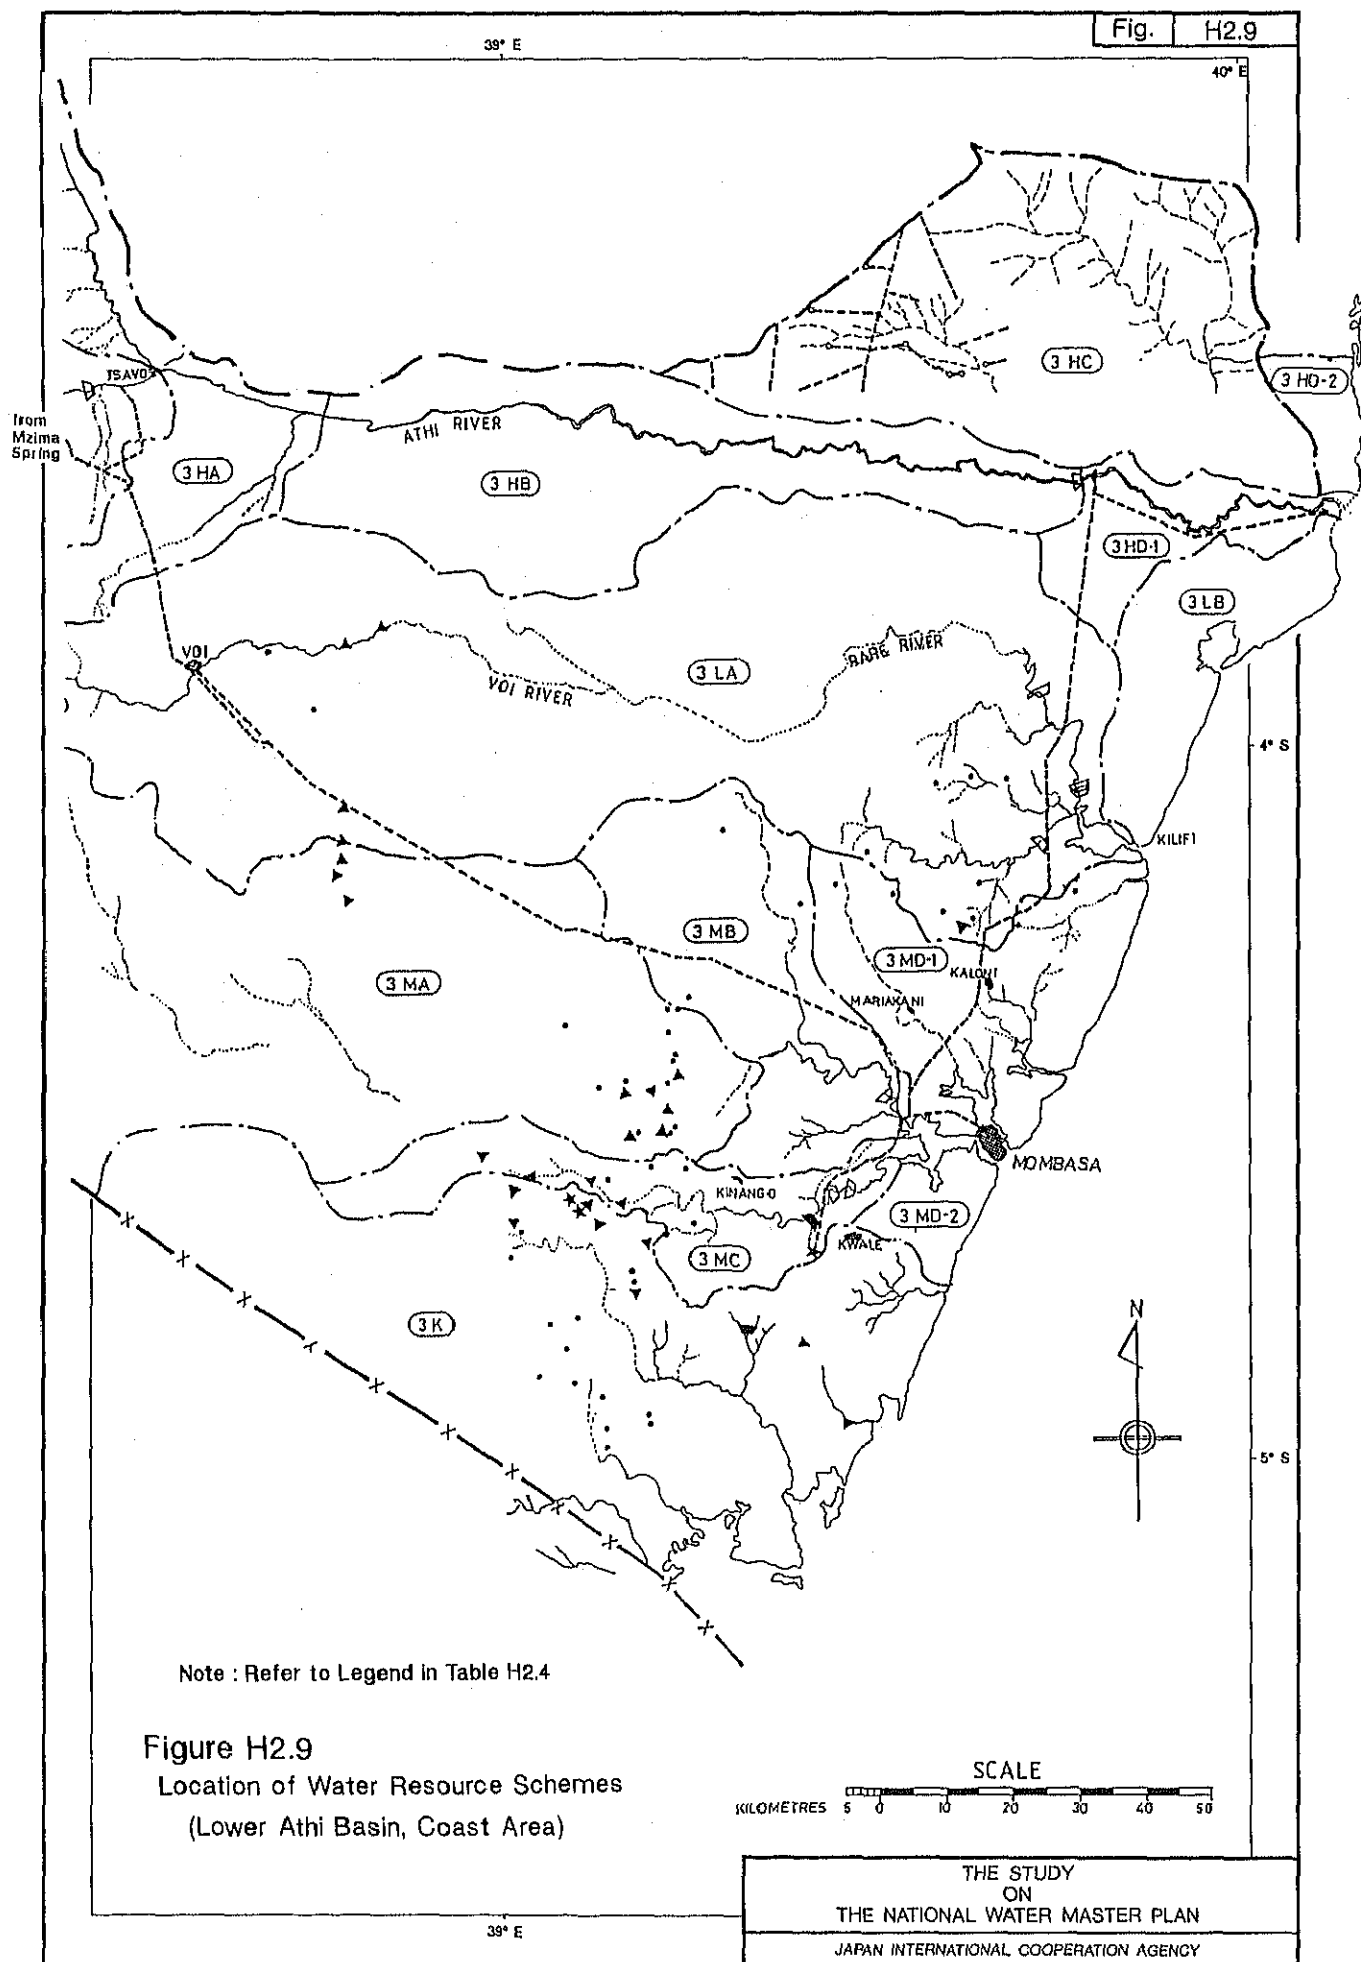 Fig. H2.9
39° E
40° E
TSAVO
from
Mzima
Spring
ATHI RIVER
3 HA
3 HB
3 HC
3 HD-2
3 HD-1
3 LB
VOI
VOI RIVER
3 LA
RARE RIVER
4° S
KILIFI
3 MB
3 MA
3 MD-1
KALONI
MARIAKANI
MOMBASA
KINANGO
3 MD-2
KWALE
3 MC
3 K
N
5° S
Note : Refer to Legend in Table H2.4
Figure H2.9
Location of Water Resource Schemes
(Lower Athi Basin, Coast Area)
SCALE
KILOMETRES 5 0 10 20 30 40 50
39° E
THE STUDY
ON
THE NATIONAL WATER MASTER PLAN
JAPAN INTERNATIONAL COOPERATION AGENCY